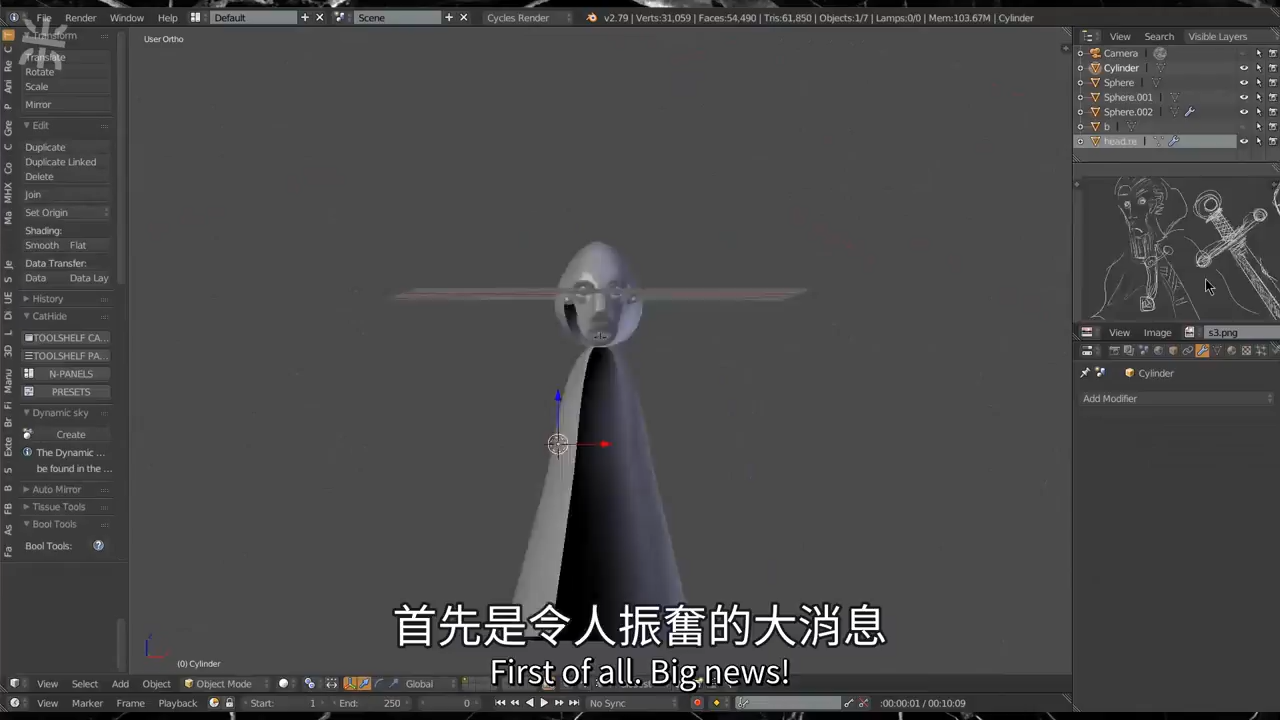 File Render Window Help Default Scene Cycles Render v2.79 | Verts:31,059 | Faces:54,490 | Tris:61,850 | Objects:1/7 | Lamps:0/0 | Mem:103.67M | Cylinder
Transform
Translate
Rotate
Scale
Mirror
Edit
Duplicate
Duplicate Linked
Delete
Join
Set Origin
Shading:
Smooth Flat
Data Transfer:
Data Data Lay
History
CatHide
TOOLSHELF CA...
TOOLSHELF PA...
N-PANELS
PRESETS
Dynamic sky
Create
The Dynamic ...
be found in the ...
Auto Mirror
Tissue Tools
Bool Tools
Bool Tools:
User Ortho
(0) Cylinder
View Search Visible Layers
Camera
Cylinder
Sphere
Sphere.001
Sphere.002
b
head.re
View Image s3.png
Cylinder
Add Modifier
首先是令人振奋的大消息
First of all. Big news!
View Select Add Object Object Mode Global
View Marker Frame Playback Start: 1 End: 250 0 No Sync :00:00:01 / 00:10:09